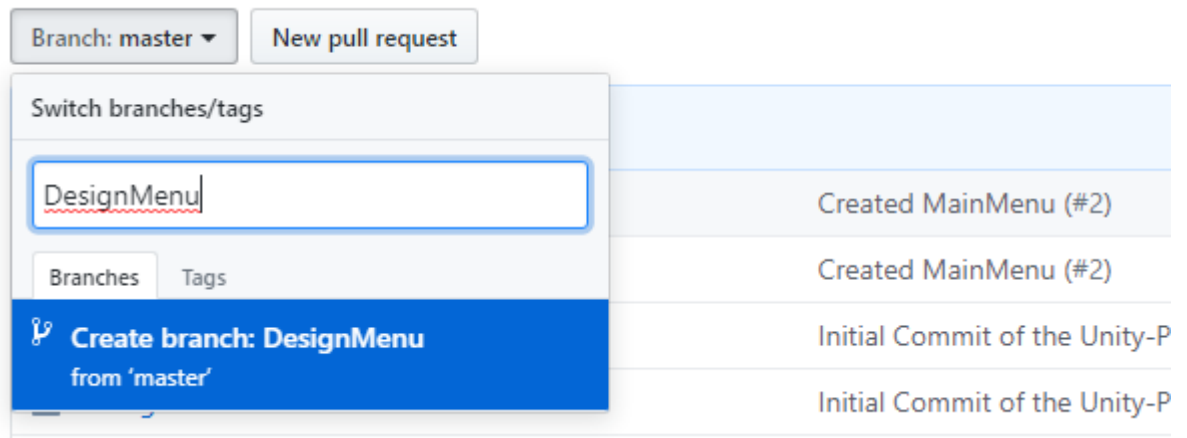 Branch: master New pull request
Switch branches/tags
DesignMenu
Created MainMenu (#2)
Created MainMenu (#2)
Branches Tags
Create branch: DesignMenu
from 'master'
Initial Commit of the Unity-P
Initial Commit of the Unity-P